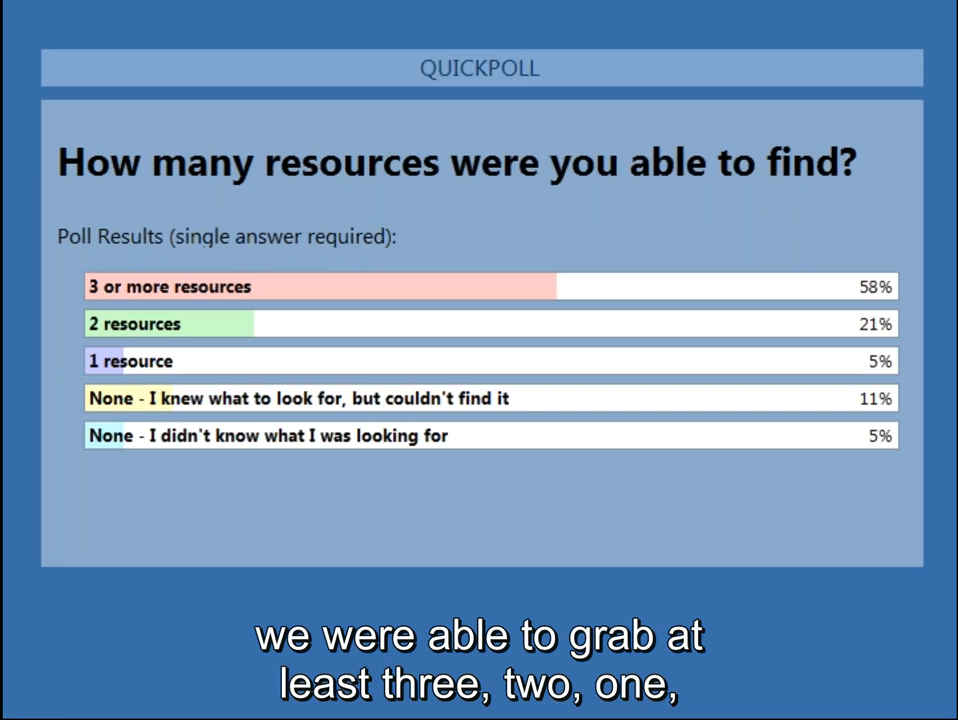 QUICKPOLL
How many resources were you able to find?
Poll Results (single answer required):
3 or more resources 58%
2 resources 21%
1 resource 5%
None - I knew what to look for, but couldn't find it 11%
None - I didn't know what I was looking for 5%
we were able to grab at
least three, two, one,